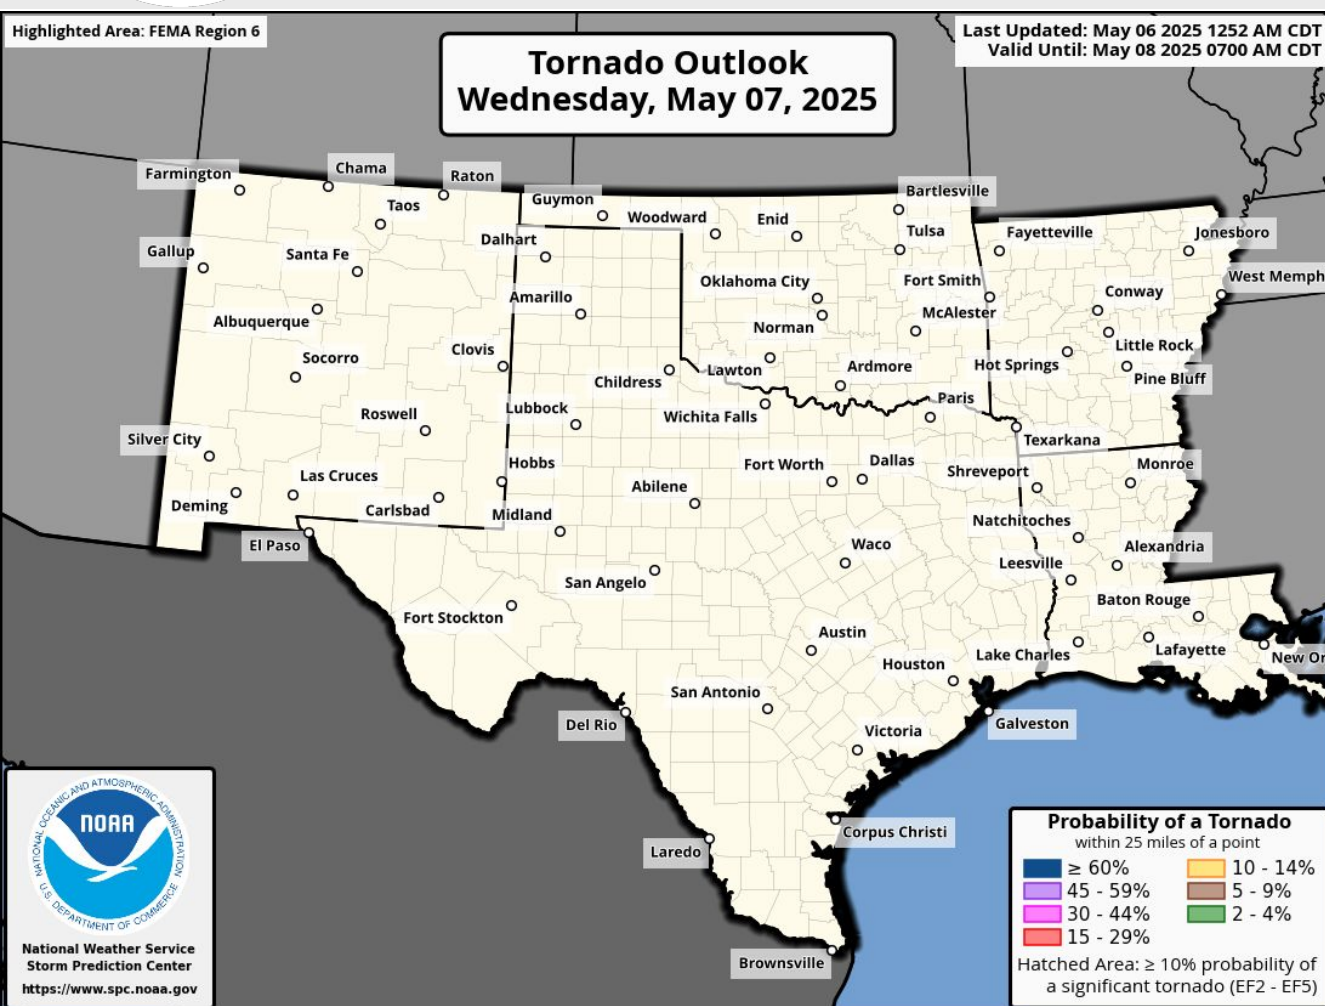 Highlighted Area: FEMA Region 6
Last Updated: May 06 2025 1252 AM CDT
Valid Until: May 08 2025 0700 AM CDT
Tornado Outlook
Wednesday, May 07, 2025
Farmington
Chama
Raton
Taos
Guymon
Woodward
Enid
Bartlesville
Tulsa
Fayetteville
Jonesboro
Gallup
Santa Fe
Dalhart
Oklahoma City
Fort Smith
West Memph
Albuquerque
Amarillo
Norman
McAlester
Conway
Little Rock
Socorro
Clovis
Childress
Lawton
Ardmore
Hot Springs
Pine Bluff
Roswell
Lubbock
Wichita Falls
Paris
Texarkana
Silver City
Las Cruces
Hobbs
Abilene
Fort Worth
Dallas
Shreveport
Monroe
Deming
Carlsbad
Midland
Natchitoches
El Paso
San Angelo
Waco
Leesville
Alexandria
Fort Stockton
Austin
Baton Rouge
Houston
Lake Charles
Lafayette
New Or
Del Rio
San Antonio
Victoria
Galveston
Laredo
Corpus Christi
Brownsville
NATIONAL OCEANIC AND ATMOSPHERIC ADMINISTRATION
NOAA
U.S. DEPARTMENT OF COMMERCE
National Weather Service
Storm Prediction Center
https://www.spc.noaa.gov
Probability of a Tornado
within 25 miles of a point
≥ 60%
45 - 59%
30 - 44%
15 - 29%
10 - 14%
5 - 9%
2 - 4%
Hatched Area: ≥ 10% probability of
a significant tornado (EF2 - EF5)